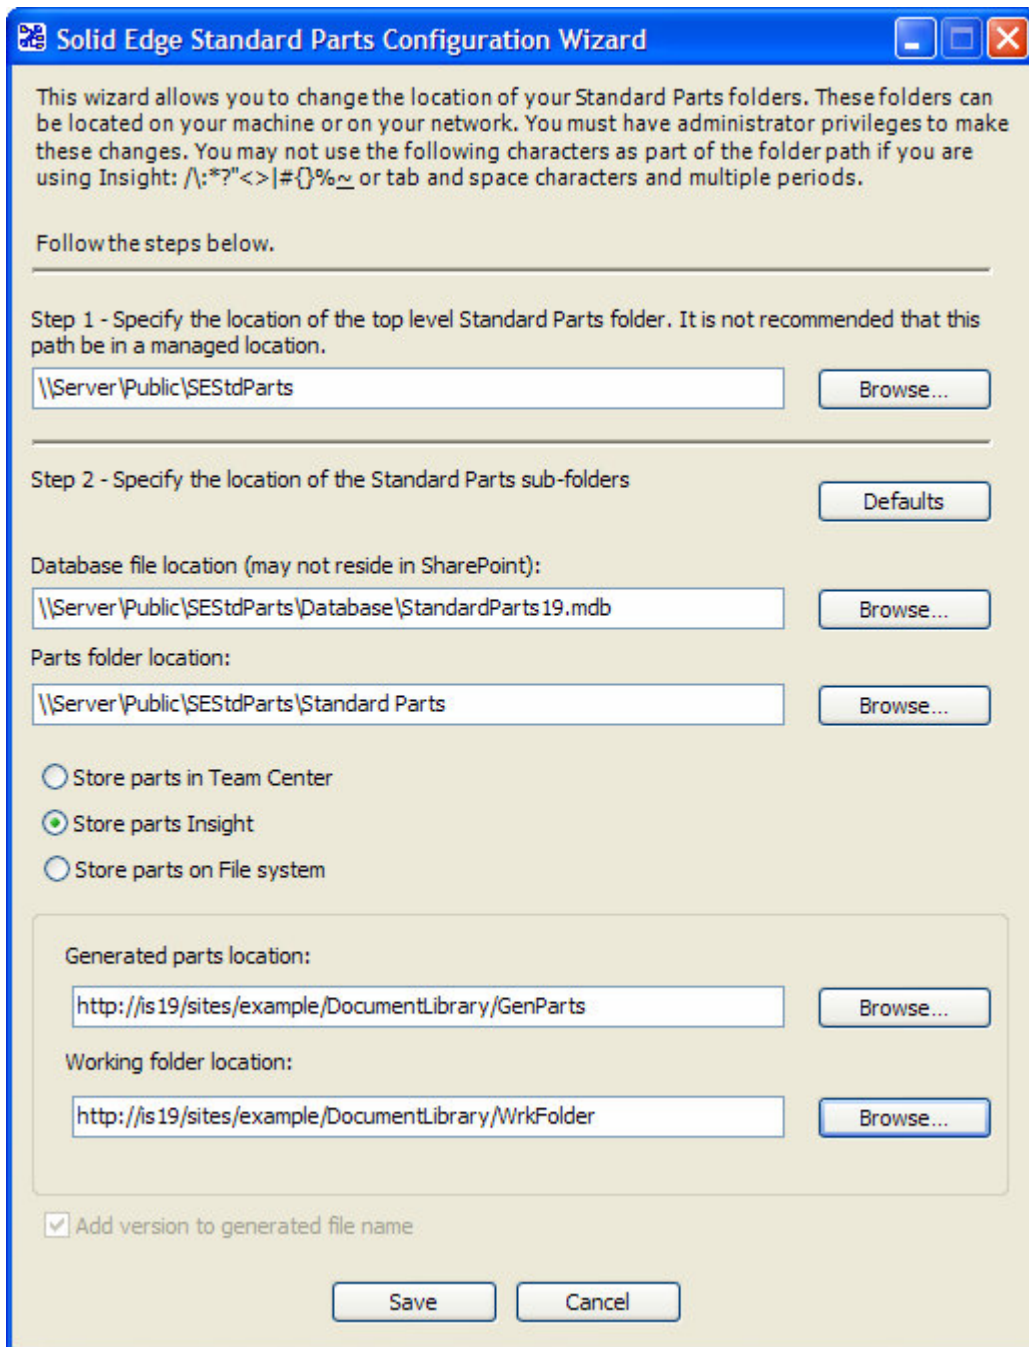 Solid Edge Standard Parts Configuration Wizard
This wizard allows you to change the location of your Standard Parts folders. These folders can
be located on your machine or on your network. You must have administrator privileges to make
these changes. You may not use the following characters as part of the folder path if you are
using Insight: /\:*?"<>|#{}%~ or tab and space characters and multiple periods.
Follow the steps below.
Step 1 - Specify the location of the top level Standard Parts folder. It is not recommended that this
path be in a managed location.
\\Server\Public\SEStdParts
Browse...
Step 2 - Specify the location of the Standard Parts sub-folders
Defaults
Database file location (may not reside in SharePoint):
\\Server\Public\SEStdParts\Database\StandardParts19.mdb
Browse...
Parts folder location:
\\Server\Public\SEStdParts\Standard Parts
Browse...
Store parts in Team Center
Store parts Insight
Store parts on File system
Generated parts location:
http://is19/sites/example/DocumentLibrary/GenParts
Browse...
Working folder location:
http://is19/sites/example/DocumentLibrary/WrkFolder
Browse...
Add version to generated file name
Save
Cancel